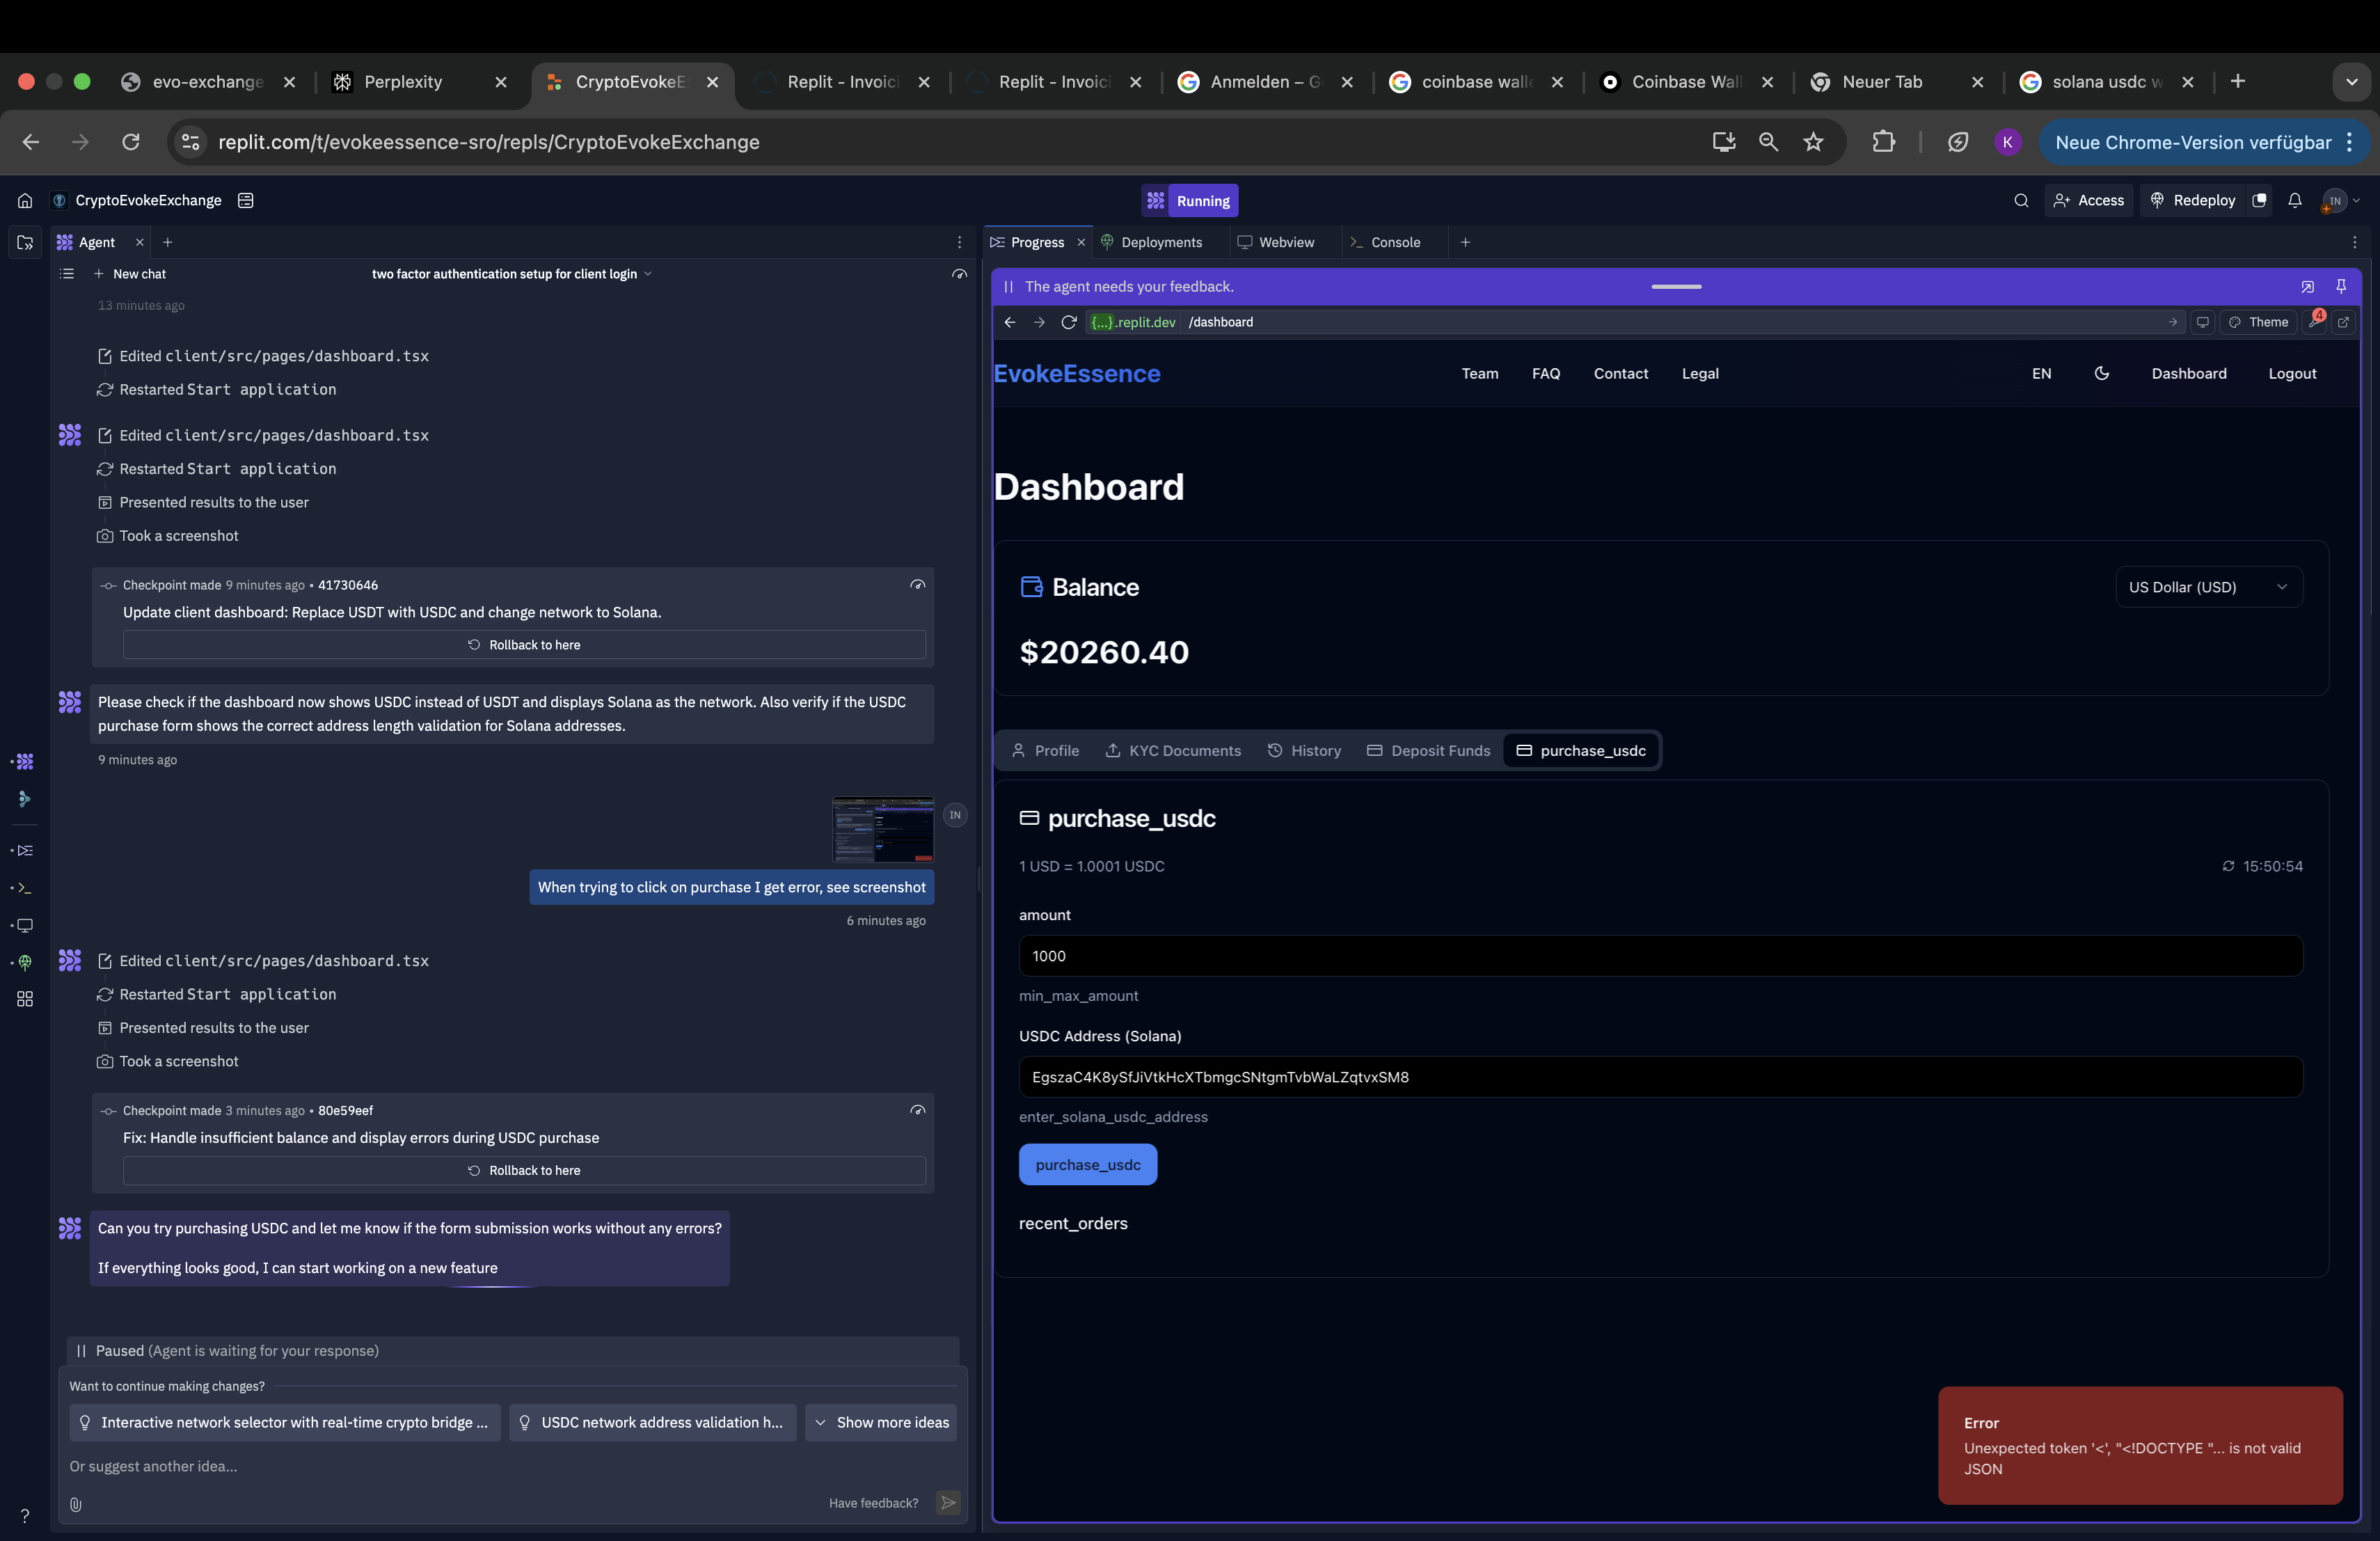 evo-exchange
Perplexity
CryptoEvokeE
Replit - Invoici
Replit - Invoici
Anmelden – G
coinbase walle
Coinbase Wall
Neuer Tab
solana usdc w
replit.com/t/evokeessence-sro/repls/CryptoEvokeExchange
K
Neue Chrome-Version verfügbar
CryptoEvokeExchange
Running
Access
Redeploy
IN
Agent
New chat
two factor authentication setup for client login
13 minutes ago
Edited client/src/pages/dashboard.tsx
Restarted Start application
Edited client/src/pages/dashboard.tsx
Restarted Start application
Presented results to the user
Took a screenshot
Checkpoint made 9 minutes ago • 41730646
Update client dashboard: Replace USDT with USDC and change network to Solana.
Rollback to here
Please check if the dashboard now shows USDC instead of USDT and displays Solana as the network. Also verify if the USDC
purchase form shows the correct address length validation for Solana addresses.
9 minutes ago
IN
When trying to click on purchase I get error, see screenshot
6 minutes ago
Edited client/src/pages/dashboard.tsx
Restarted Start application
Presented results to the user
Took a screenshot
Checkpoint made 3 minutes ago • 80e59eef
Fix: Handle insufficient balance and display errors during USDC purchase
Rollback to here
Can you try purchasing USDC and let me know if the form submission works without any errors?
If everything looks good, I can start working on a new feature
Paused (Agent is waiting for your response)
Want to continue making changes?
Interactive network selector with real-time crypto bridge ...
USDC network address validation h...
Show more ideas
Or suggest another idea...
Have feedback?
?
Progress
Deployments
Webview
Console
The agent needs your feedback.
{...}.replit.dev /dashboard
Theme
4
EvokeEssence
Team
FAQ
Contact
Legal
EN
Dashboard
Logout
Dashboard
Balance
US Dollar (USD)
$20260.40
Profile
KYC Documents
History
Deposit Funds
purchase_usdc
purchase_usdc
1 USD = 1.0001 USDC
15:50:54
amount
1000
min_max_amount
USDC Address (Solana)
EgszaC4K8ySfJiVtkHcXTbmgcSNtgmTvbWaLZqtvxSM8
enter_solana_usdc_address
purchase_usdc
recent_orders
Error
Unexpected token '<', "<!DOCTYPE "... is not valid
JSON